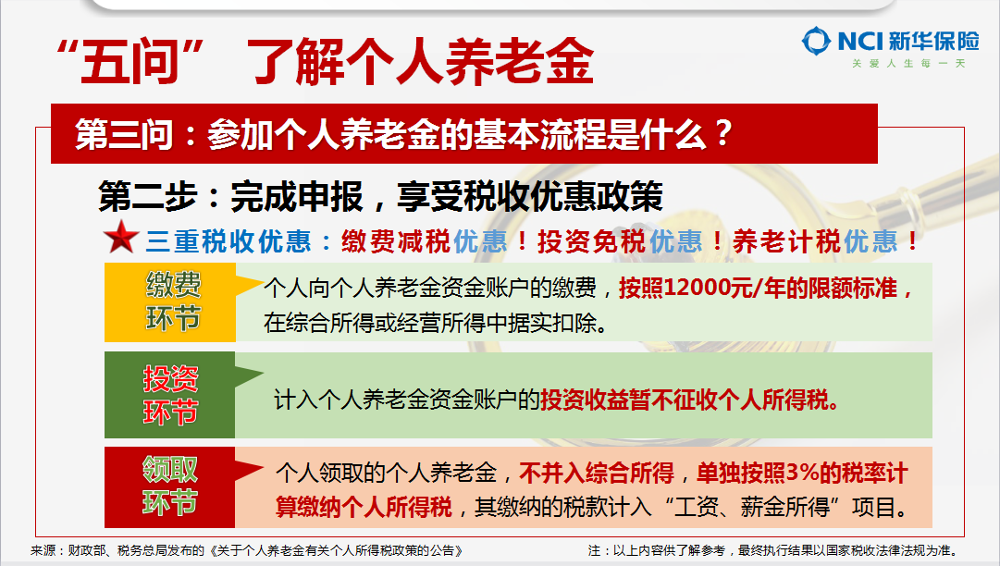 “五问” 了解个人养老金
NCI 新华保险
关爱人生每一天
第三问：参加个人养老金的基本流程是什么？
第二步：完成申报，享受税收优惠政策
三重税收优惠：缴费减税优惠！投资免税优惠！养老计税优惠！
缴费
环节
个人向个人养老金资金账户的缴费，按照12000元/年的限额标准，
在综合所得或经营所得中据实扣除。
投资
环节
计入个人养老金资金账户的投资收益暂不征收个人所得税。
领取
环节
个人领取的个人养老金，不并入综合所得，单独按照3%的税率计
算缴纳个人所得税，其缴纳的税款计入“工资、薪金所得”项目。
来源：财政部、税务总局发布的《关于个人养老金有关个人所得税政策的公告》
注：以上内容供了解参考，最终执行结果以国家税收法律法规为准。